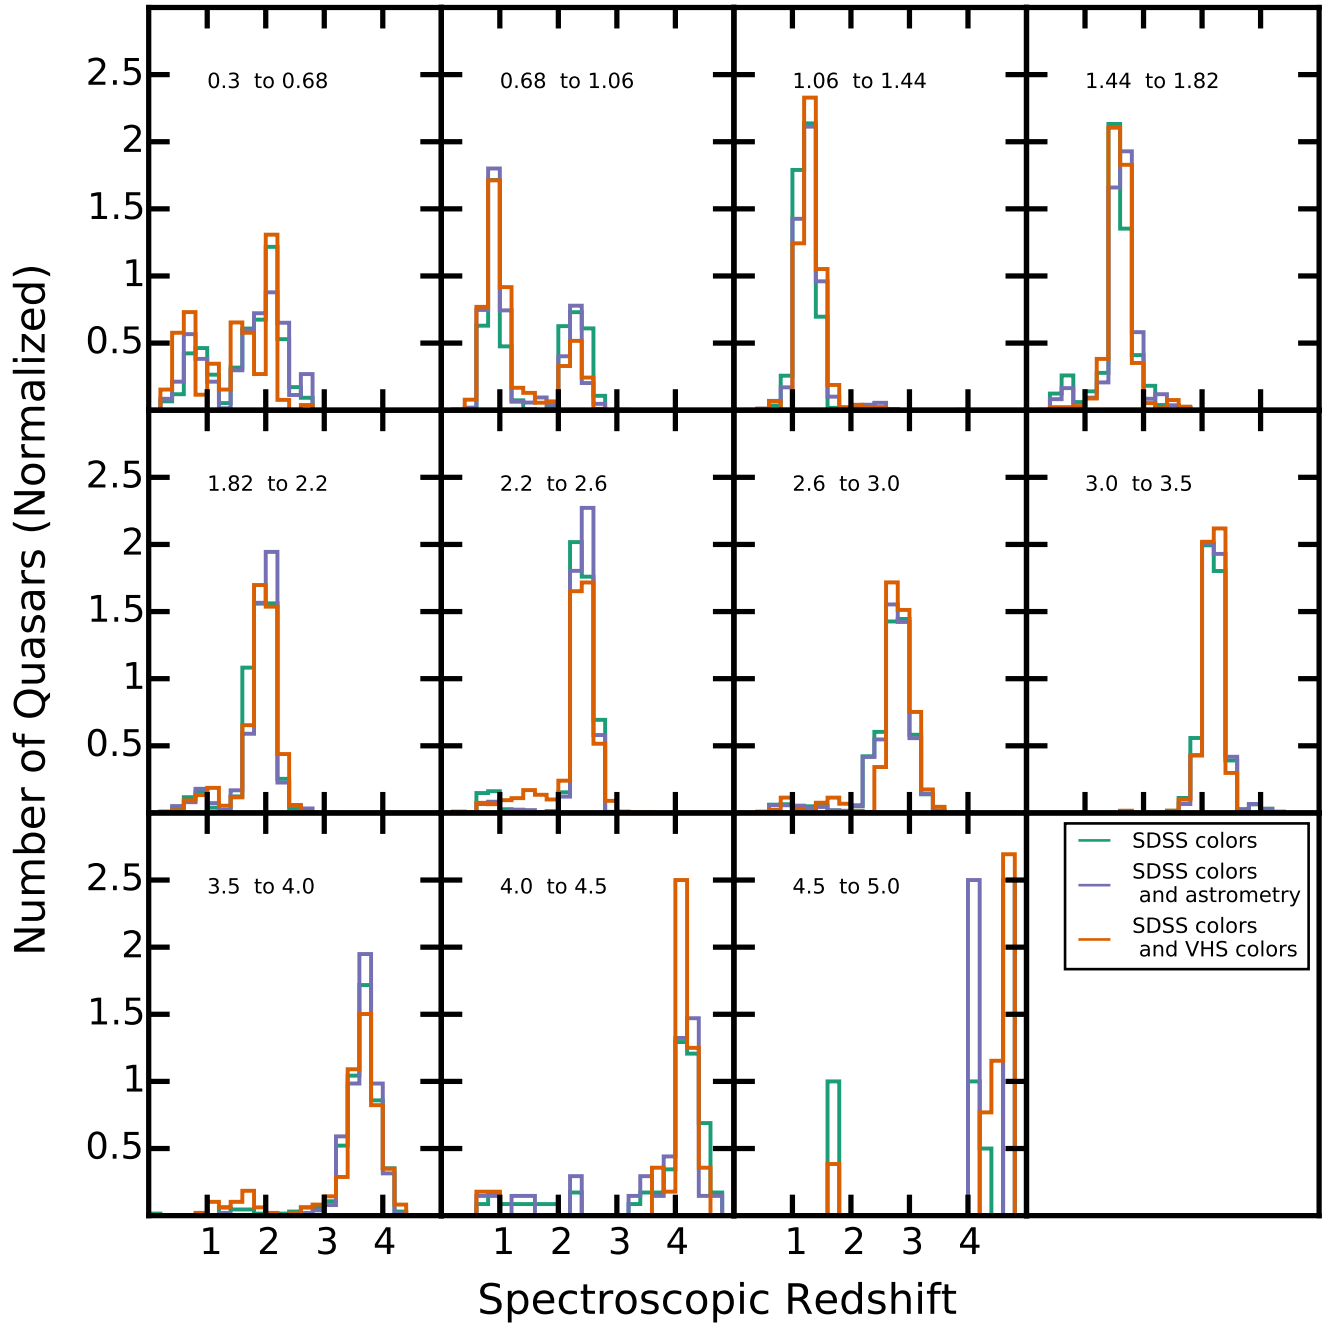 Number of Quasars (Normalized)
2.5
2
1.5
1
0.5
0.3 to 0.68
0.68 to 1.06
1.06 to 1.44
1.44 to 1.82
2.5
2
1.5
1
0.5
1.82 to 2.2
2.2 to 2.6
2.6 to 3.0
3.0 to 3.5
2.5
2
1.5
1
0.5
3.5 to 4.0
4.0 to 4.5
4.5 to 5.0
SDSS colors
SDSS colors
and astrometry
SDSS colors
and VHS colors
1 2 3 4
1 2 3 4
1 2 3 4
Spectroscopic Redshift